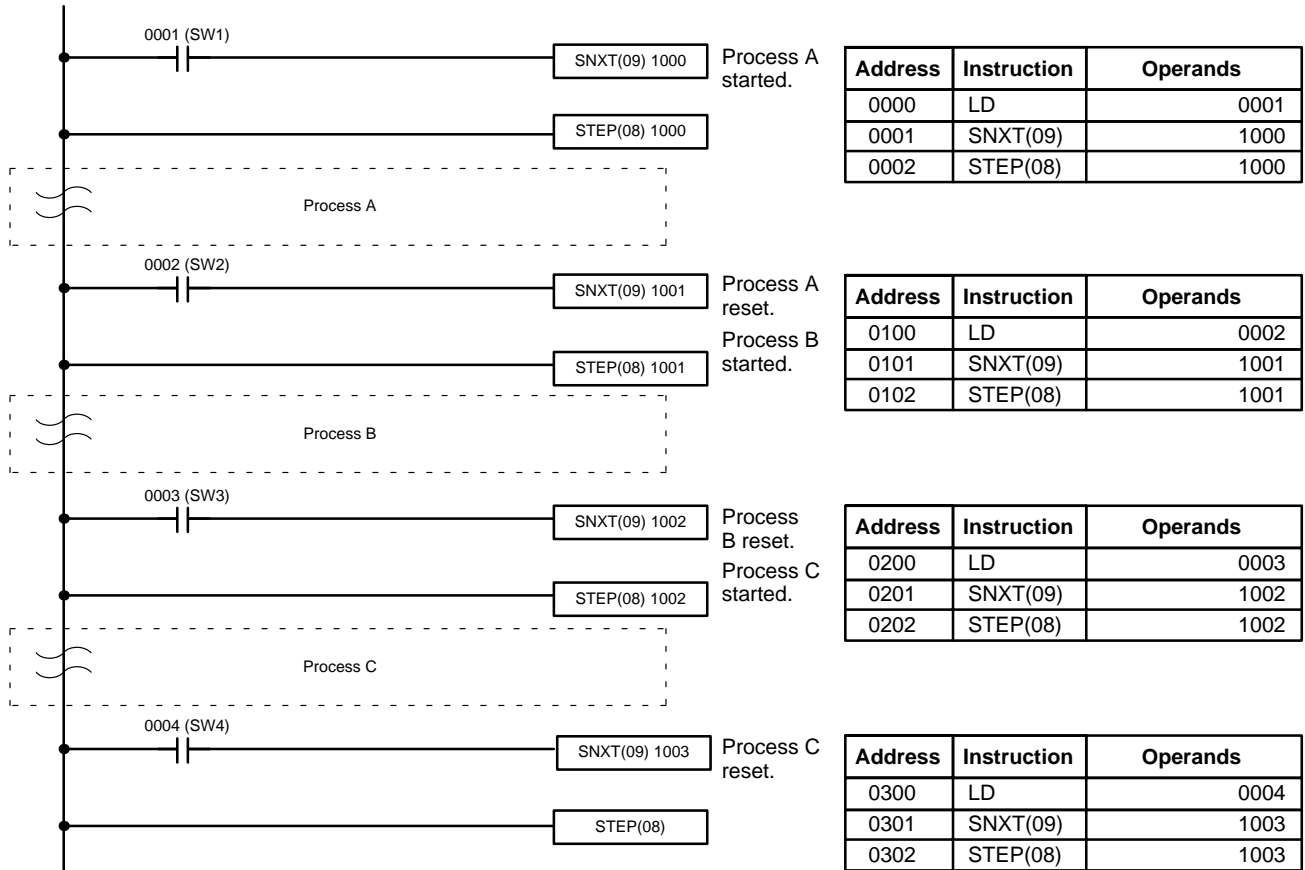 0001 (SW1)
SNXT(09) 1000
Process A
started.
STEP(08) 1000
Address Instruction Operands
0000 LD 0001
0001 SNXT(09) 1000
0002 STEP(08) 1000
Process A
0002 (SW2)
SNXT(09) 1001
Process A
reset.
Process B
started.
STEP(08) 1001
Address Instruction Operands
0100 LD 0002
0101 SNXT(09) 1001
0102 STEP(08) 1001
Process B
0003 (SW3)
SNXT(09) 1002
Process
B reset.
Process C
started.
STEP(08) 1002
Address Instruction Operands
0200 LD 0003
0201 SNXT(09) 1002
0202 STEP(08) 1002
Process C
0004 (SW4)
SNXT(09) 1003
Process C
reset.
STEP(08)
Address Instruction Operands
0300 LD 0004
0301 SNXT(09) 1003
0302 STEP(08) 1003